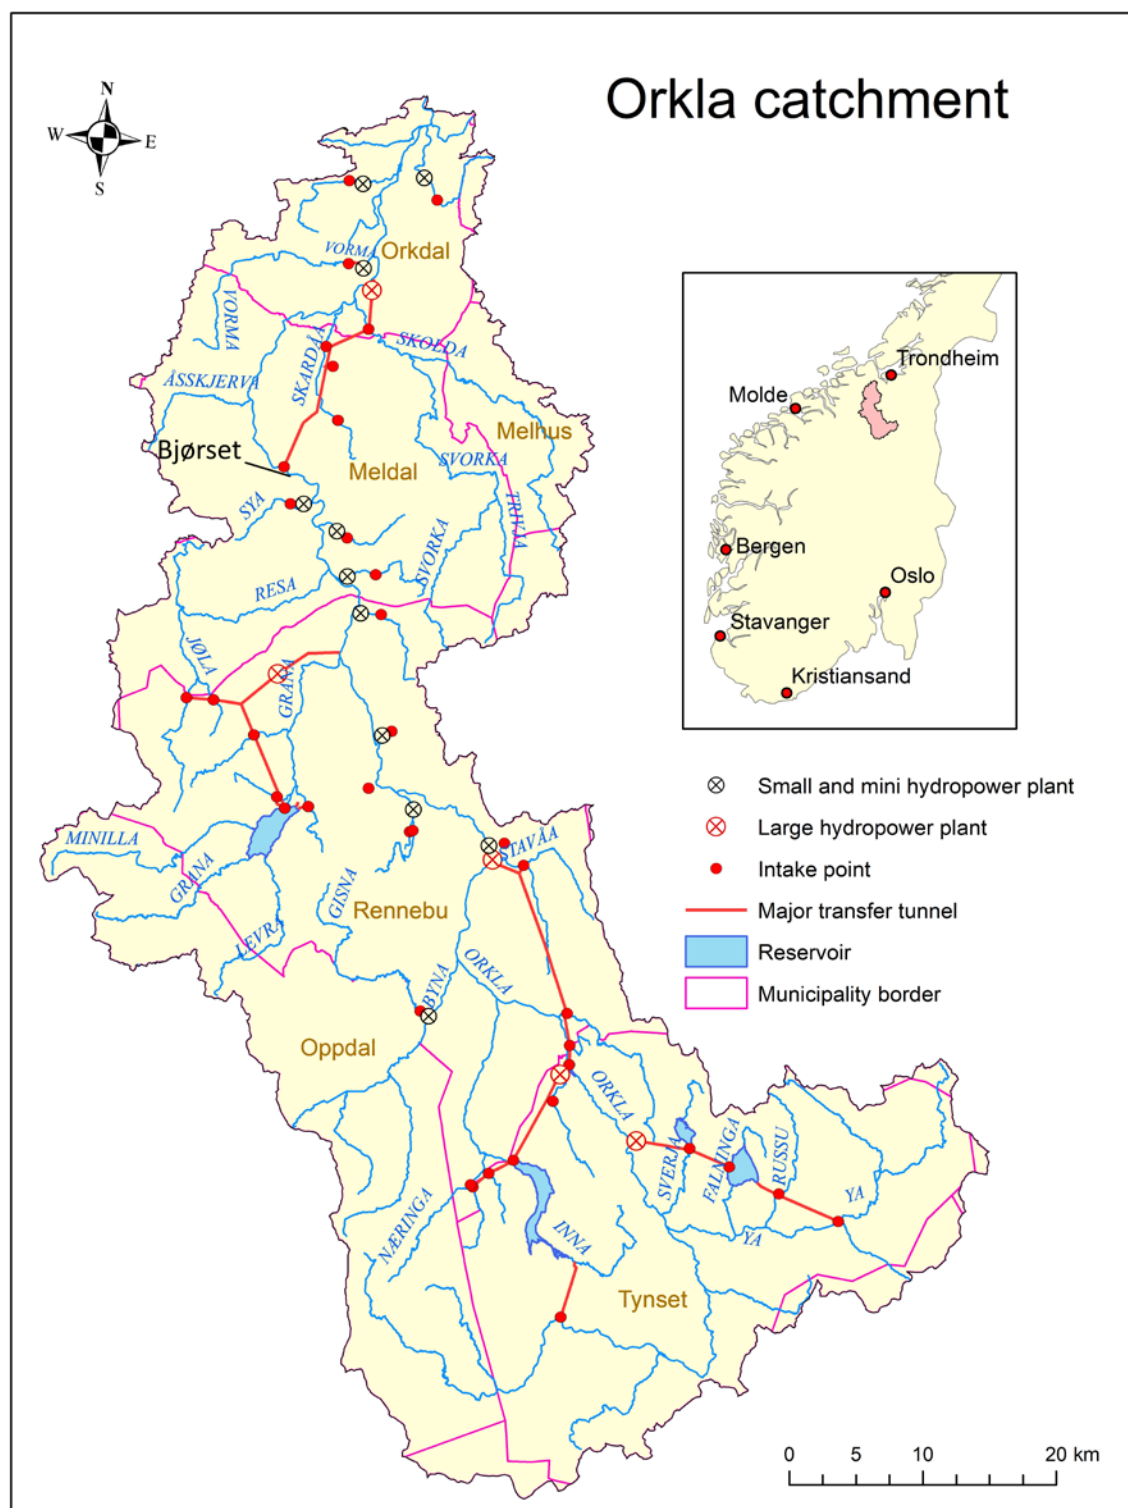 Orkla catchment
N
W
E
S
VORMA
Orkdal
VORMA
SKARDÅA
SKOLDA
ÅSSKJERVA
Bjørset
Meldal
Melhus
SVORKA
TRIVJA
SYA
SVORKA
RESA
JØLA
GRANA
MINILLA
GRANA
LEVRA
GISNA
Rennebu
STAVÅA
ORKLA
BYNA
Oppdal
ORKLA
SVERJA
FALNINGA
RUSSU
YA
YA
NÆRINGA
INNA
Tynset
Trondheim
Molde
Bergen
Oslo
Stavanger
Kristiansand
Small and mini hydropower plant
Large hydropower plant
Intake point
Major transfer tunnel
Reservoir
Municipality border
0 5 10 20 km